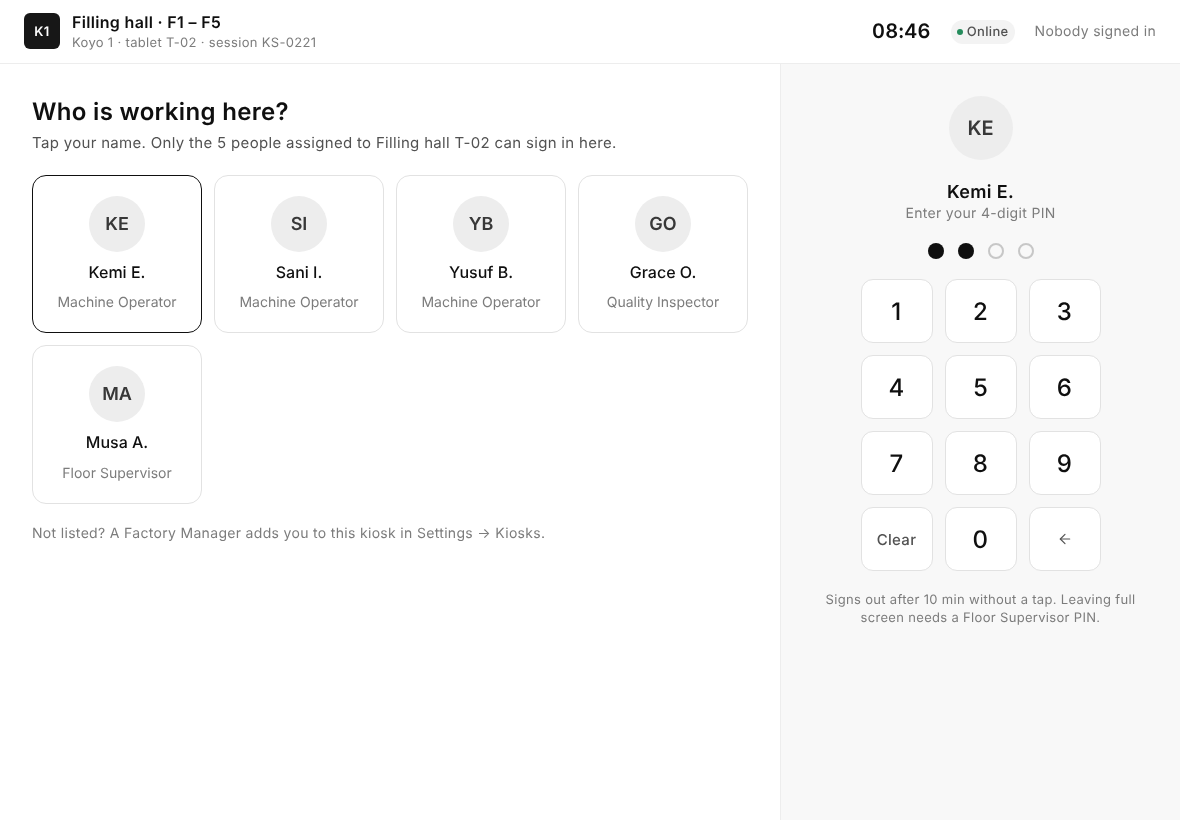 K1
Filling hall · F1 – F5
Koyo 1 · tablet T-02 · session KS-0221
08:46
Online
Nobody signed in
Who is working here?
Tap your name. Only the 5 people assigned to Filling hall T-02 can sign in here.
KE
Kemi E.
Machine Operator
SI
Sani I.
Machine Operator
YB
Yusuf B.
Machine Operator
GO
Grace O.
Quality Inspector
MA
Musa A.
Floor Supervisor
Not listed? A Factory Manager adds you to this kiosk in Settings → Kiosks.
KE
Kemi E.
Enter your 4-digit PIN
1 2 3
4 5 6
7 8 9
Clear 0 ←
Signs out after 10 min without a tap. Leaving full
screen needs a Floor Supervisor PIN.